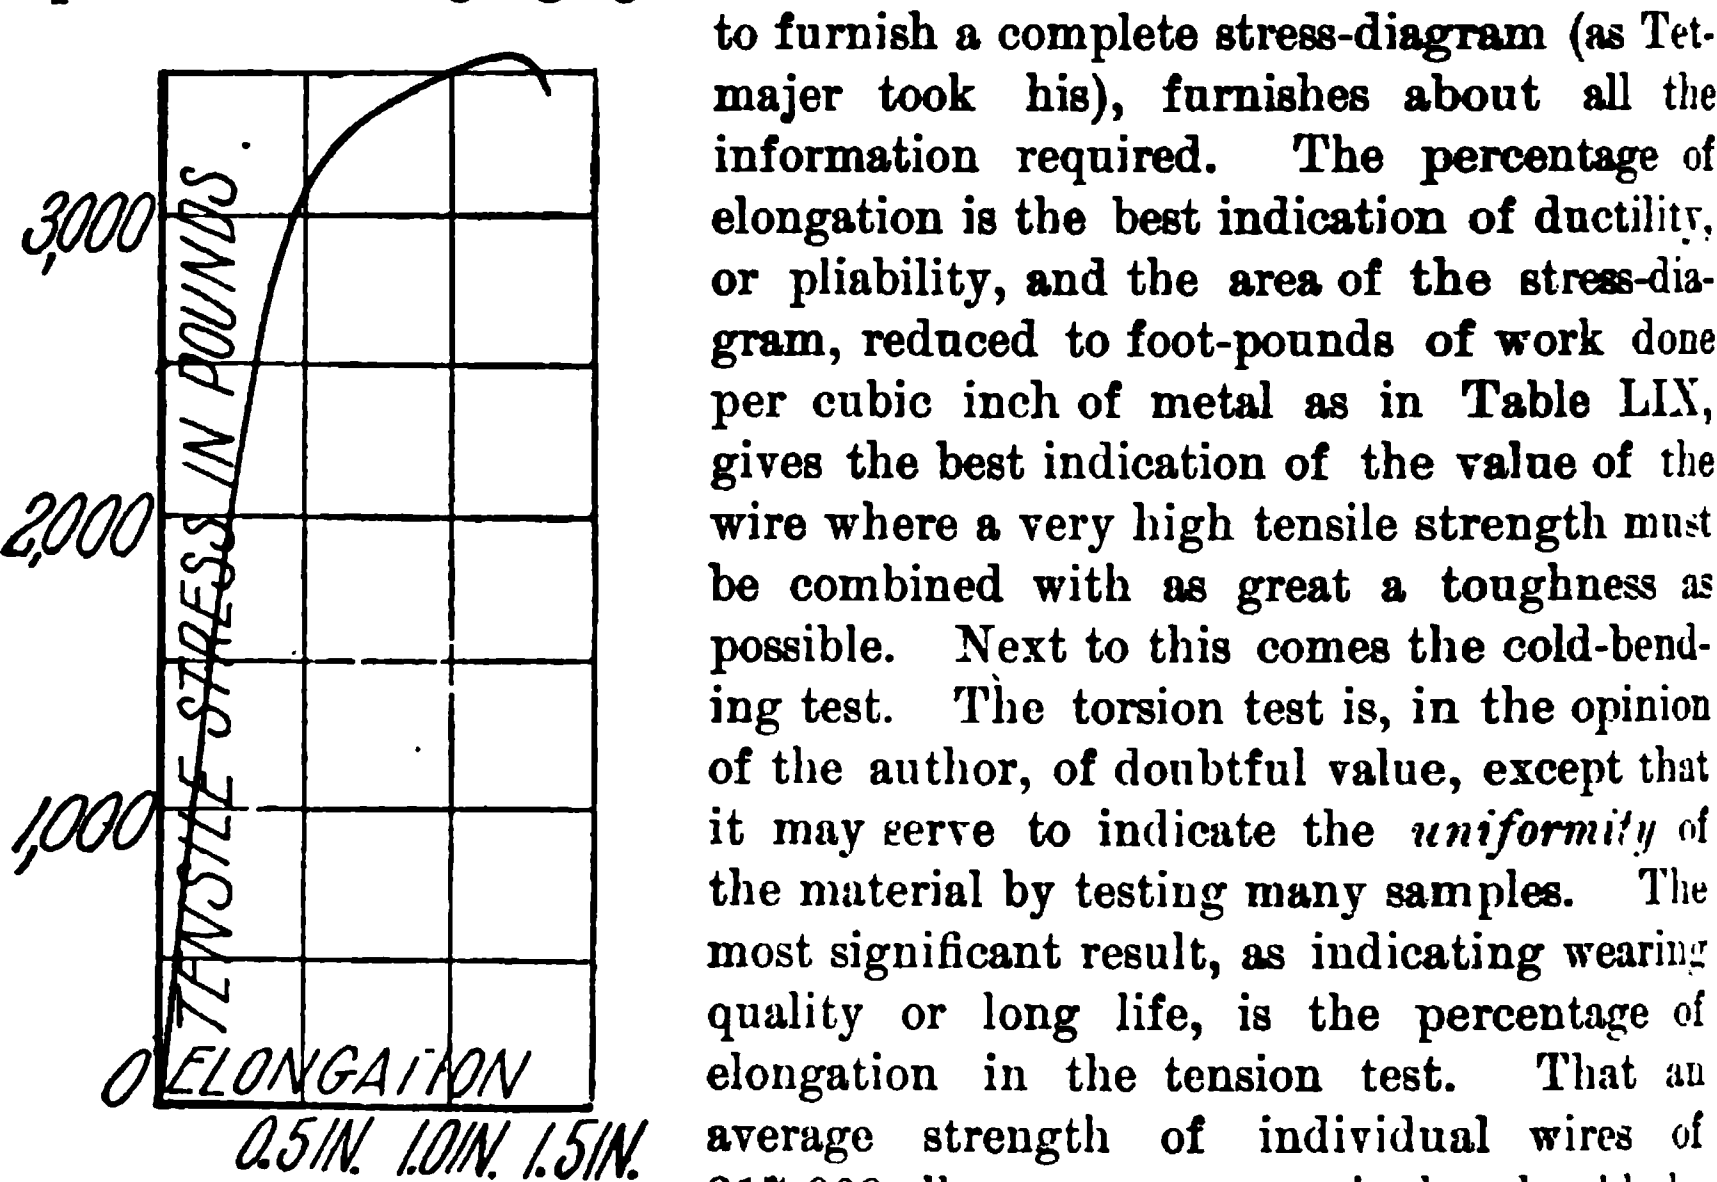 to furnish a complete stress-diagram (as Tet-
majer took his), furnishes about all the
information required. The percentage of
elongation is the best indication of ductility,
or pliability, and the area of the stress-dia-
gram, reduced to foot-pounds of work done
per cubic inch of metal as in Table LIX,
gives the best indication of the value of the
wire where a very high tensile strength must
be combined with as great a toughness as
possible. Next to this comes the cold-bend-
ing test. The torsion test is, in the opinion
of the author, of doubtful value, except that
it may serve to indicate the uniformity of
the material by testing many samples. The
most significant result, as indicating wearing
quality or long life, is the percentage of
elongation in the tension test. That an
average strength of individual wires of
3,000
2,000
1,000
0
TENSILE STRESS IN POUNDS
ELONGATION
0.5IN. 1.0IN. 1.5IN.